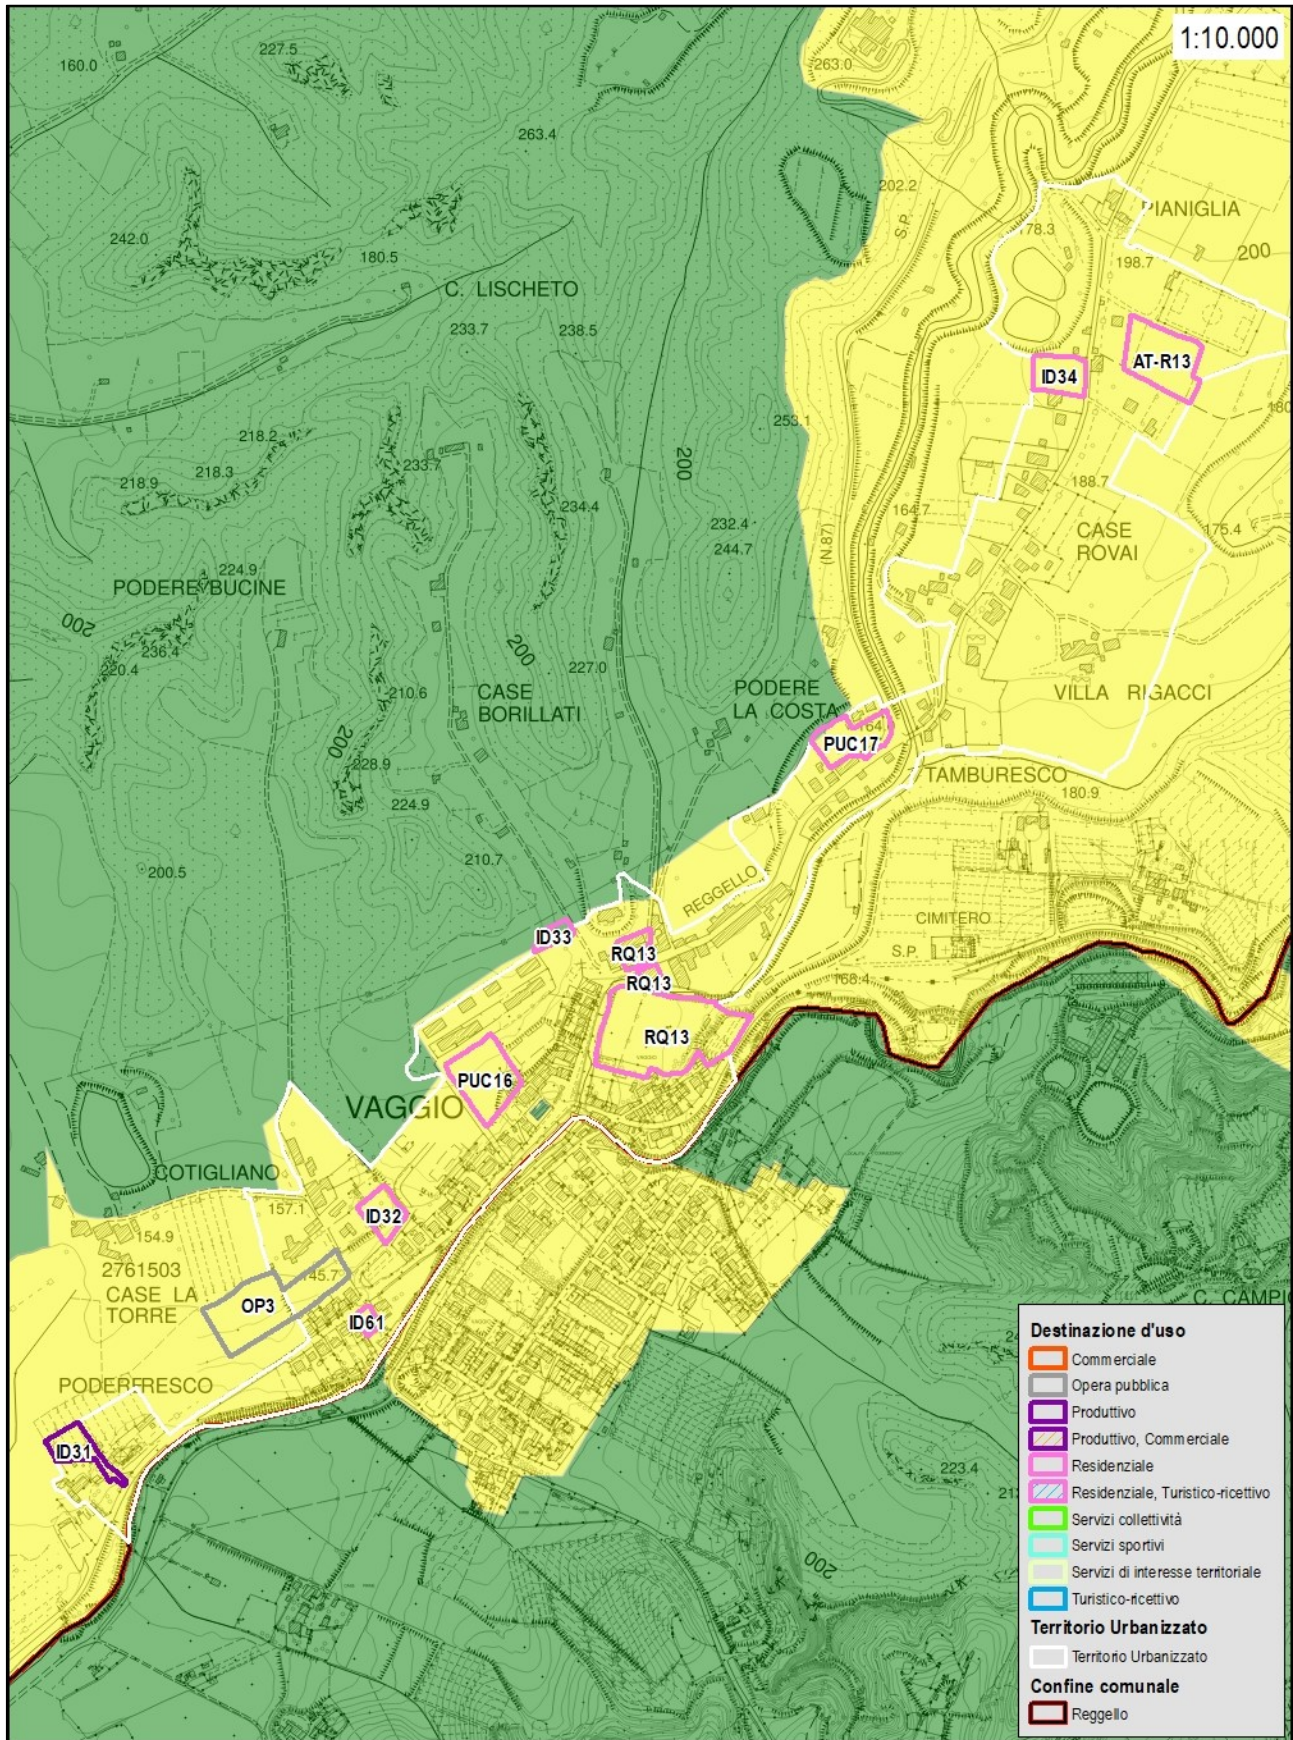 1:10.000
160.0
227.5
263.0
263.4
202.2
S.P.
PIANIGLIA
178.3
242.0
180.5
198.7
200
C. LISCHETO
233.7
238.5
AT-R13
ID34
253.1
218.2
233.7
200
218.3
218.9
188.7
234.4
164.7
232.4
175.4
244.7
(N.87)
CASE
ROVAI
224.9
PODERE BUCINE
200
236.4
220.4
200
227.0
210.6
CASE
BORILLATI
PODERE
LA COSTA
VILLA RIGACCI
200
PUC17
228.9
TAMBURESCO
180.9
224.9
210.7
200.5
REGGELLO
CIMITERO
ID33
RQ13
S.P.
RQ13
168.4
RQ13
VAGGIO
PUC16
VAGGIO
COTIGLIANO
157.1
ID32
154.9
2761503
145.7
CASE LA
TORRE
OP3
ID61
PODERFRESCO
ID31
223.4
200
Destinazione d'uso
Commerciale
Opera pubblica
Produttivo
Produttivo, Commerciale
Residenziale
Residenziale, Turistico-ricettivo
Servizi collettività
Servizi sportivi
Servizi di interesse territoriale
Turistico-ricettivo
Territorio Urbanizzato
Territorio Urbanizzato
Confine comunale
Reggello